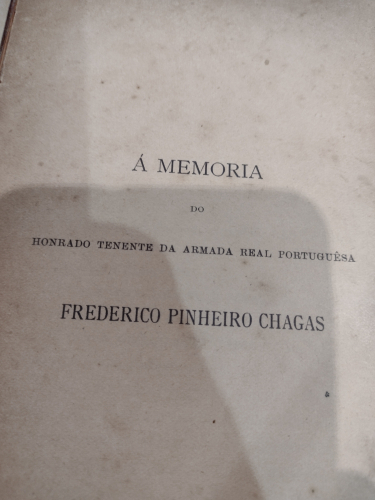 Á MEMORIA
DO
HONRADO TENENTE DA ARMADA REAL PORTUGUÊSA
FREDERICO PINHEIRO CHAGAS